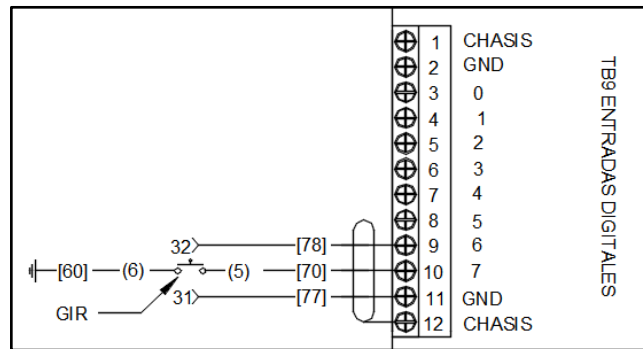 1 CHASIS
2 GND
3 0
4 1
5 2
6 3
7 4
8 5
32 [78] 9 6
[60] (6) (5) [70] 10 7
31 [77] 11 GND
GIR
12 CHASIS
TB9 ENTRADAS DIGITALES